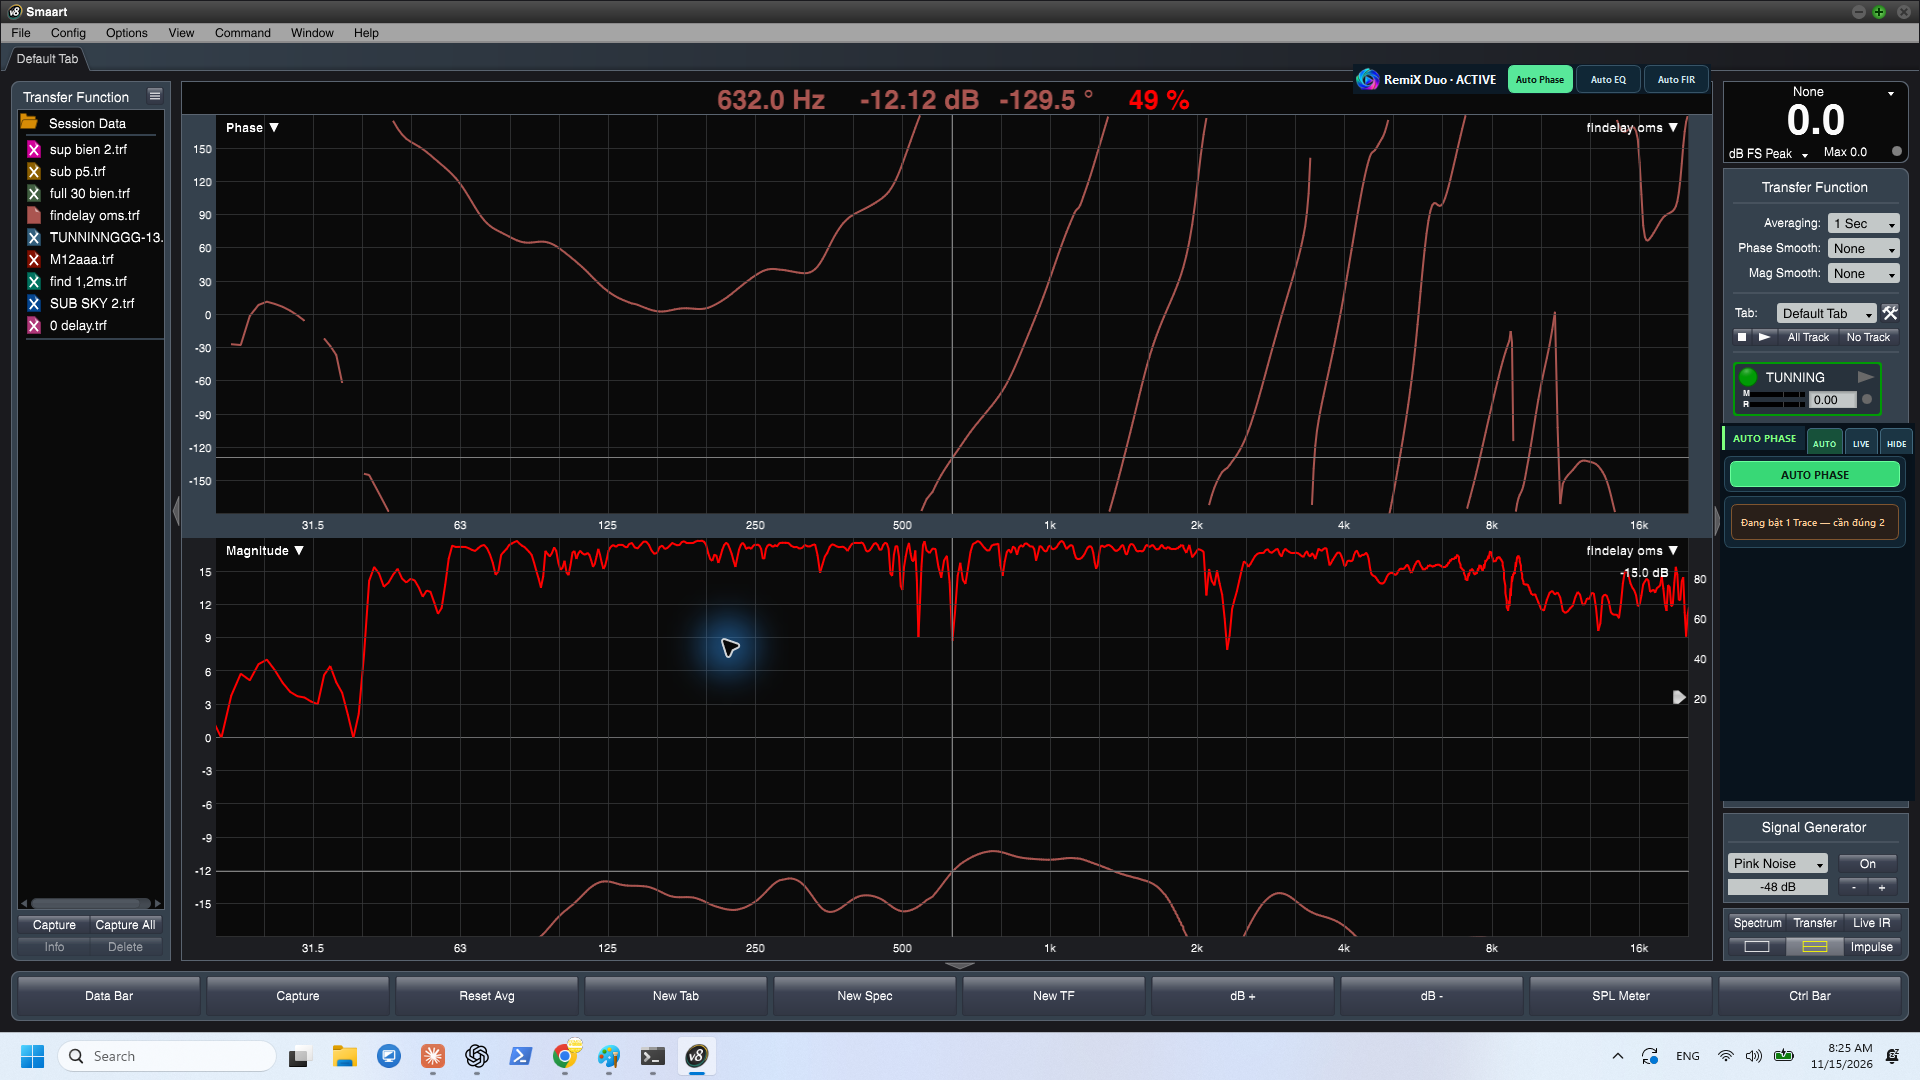 Smaart
File Config Options View Command Window Help
Default Tab
RemiX Duo · ACTIVE Auto Phase Auto EQ Auto FIR
Transfer Function
Session Data
sup bien 2.trf
sub p5.trf
full 30 bien.trf
findelay oms.trf
TUNNINNGGG-13.
M12aaa.trf
find 1,2ms.trf
SUB SKY 2.trf
0 delay.trf
Capture Capture All
Info Delete
632.0 Hz -12.12 dB -129.5 ° 49 %
Phase ▼ findelay oms ▼
150
120
90
60
30
0
-30
-60
-90
-120
-150
31.5 63 125 250 500 1k 2k 4k 8k 16k
Magnitude ▼ findelay oms ▼
-15.0 dB
15
12
9
6
3
0
-3
-6
-9
-12
-15
80
60
40
20
31.5 63 125 250 500 1k 2k 4k 8k 16k
None
0.0
dB FS Peak Max 0.0
Transfer Function
Averaging: 1 Sec
Phase Smooth: None
Mag Smooth: None
Tab: Default Tab
All Track No Track
TUNNING
M
R
0.00
AUTO PHASE AUTO LIVE HIDE
AUTO PHASE
Đang bật 1 Trace — cần đúng 2
Signal Generator
Pink Noise On
-48 dB - +
Spectrum Transfer Live IR
Impulse
Data Bar Capture Reset Avg New Tab New Spec New TF dB + dB - SPL Meter Ctrl Bar
Search
ENG
8:25 AM
11/15/2026